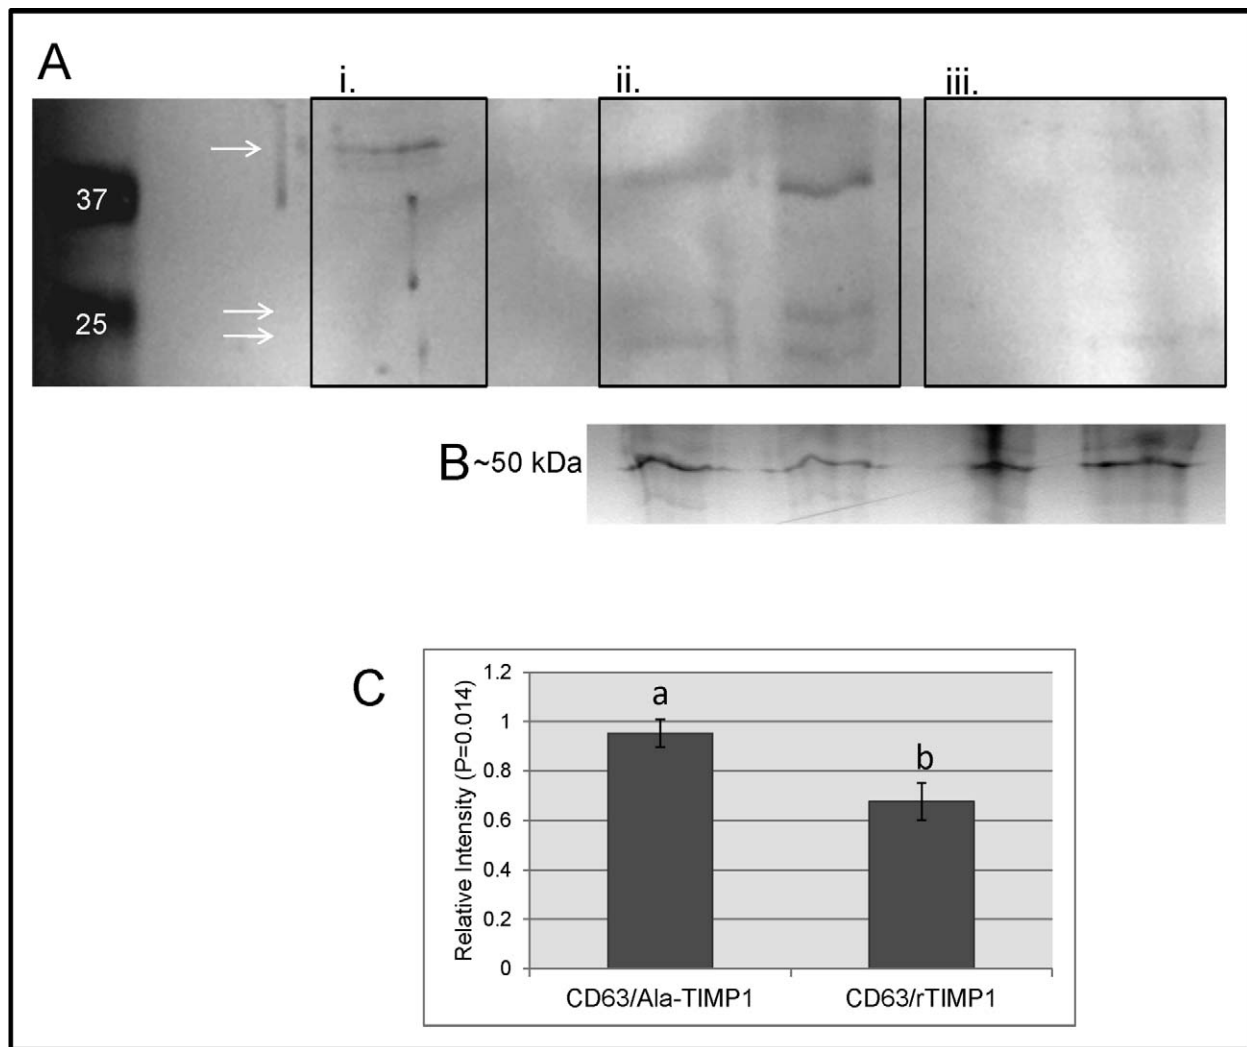 A
i.
ii.
iii.
37
25
B ~50 kDa
C
Relative Intensity (P=0.014)
1.2
1
0.8
0.6
0.4
0.2
0
a
b
CD63/Ala-TIMP1
CD63/rTIMP1